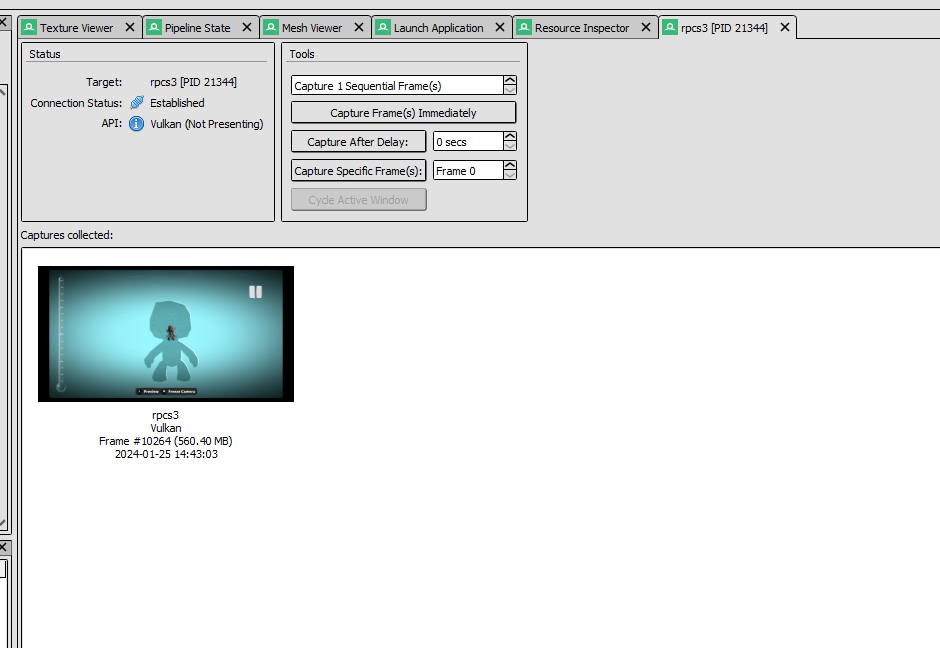 Texture Viewer
Pipeline State
Mesh Viewer
Launch Application
Resource Inspector
rpcs3 [PID 21344]
Status
Target: rpcs3 [PID 21344]
Connection Status: Established
API: Vulkan (Not Presenting)
Tools
Capture 1 Sequential Frame(s)
Capture Frame(s) Immediately
Capture After Delay: 0 secs
Capture Specific Frame(s): Frame 0
Cycle Active Window
Captures collected:
Preview Freeze Camera
rpcs3
Vulkan
Frame #10264 (560.40 MB)
2024-01-25 14:43:03